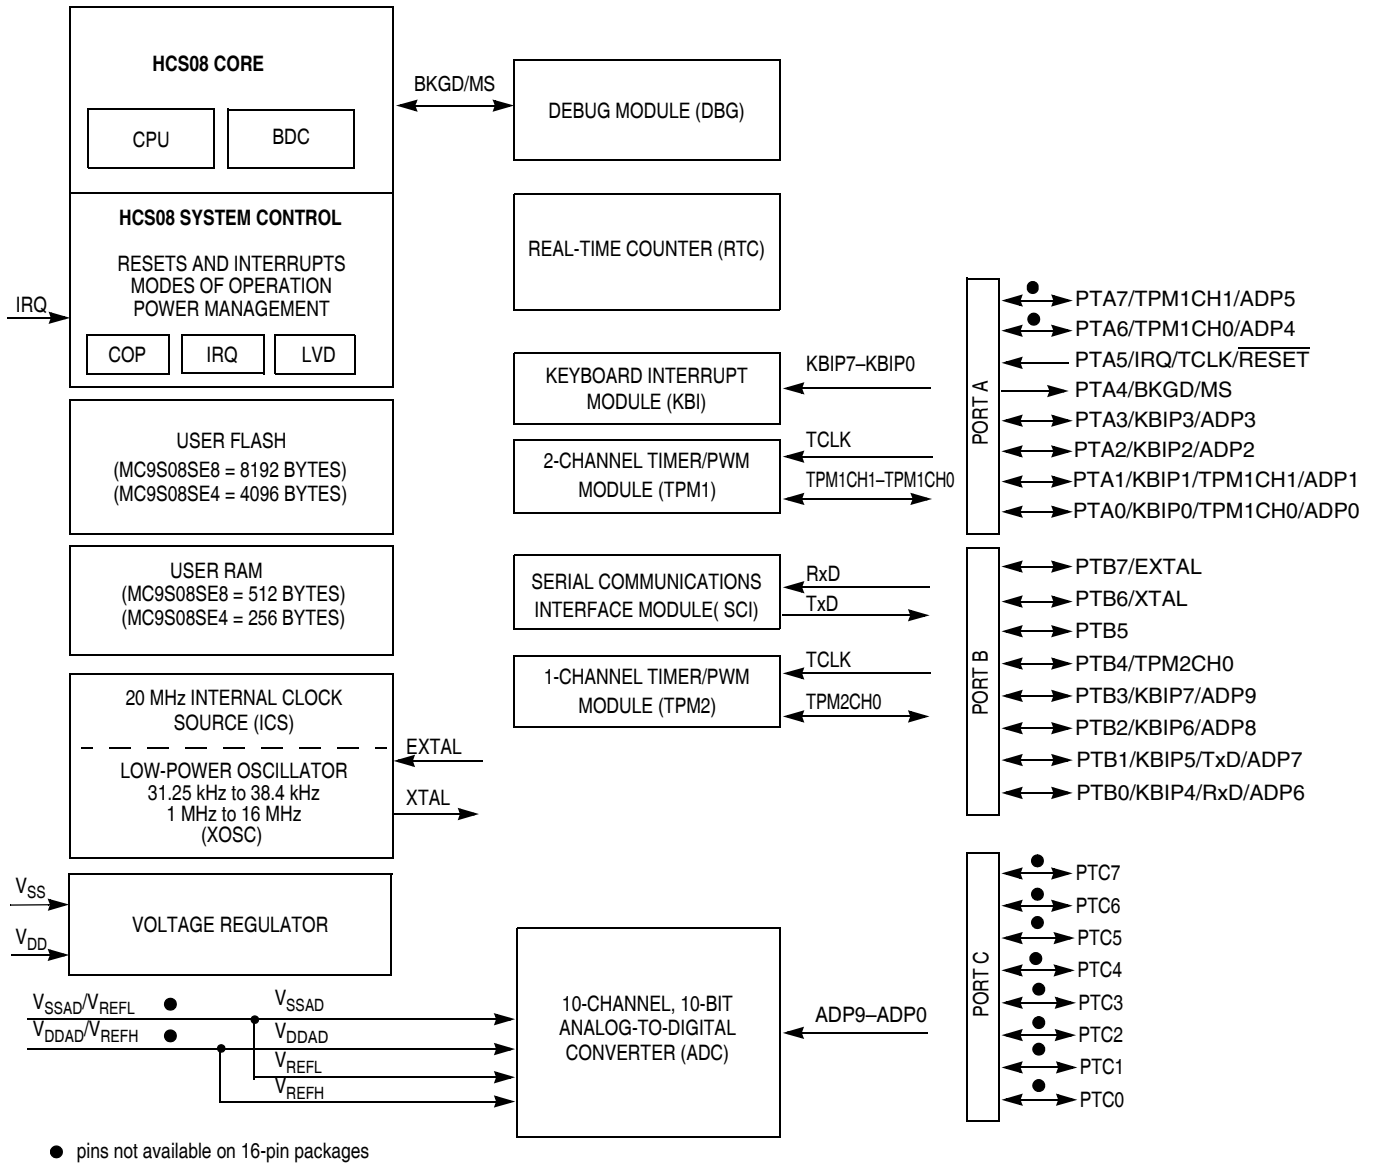 HCS08 CORE
CPU
BDC
HCS08 SYSTEM CONTROL
RESETS AND INTERRUPTS
MODES OF OPERATION
POWER MANAGEMENT
COP
IRQ
LVD
IRQ
USER FLASH
(MC9S08SE8 = 8192 BYTES)
(MC9S08SE4 = 4096 BYTES)
USER RAM
(MC9S08SE8 = 512 BYTES)
(MC9S08SE4 = 256 BYTES)
20 MHz INTERNAL CLOCK
SOURCE (ICS)
LOW-POWER OSCILLATOR
31.25 kHz to 38.4 kHz
1 MHz to 16 MHz
(XOSC)
EXTAL
XTAL
VSS
VDD
VOLTAGE REGULATOR
VSSAD/VREFL
VDDAD/VREFH
VSSAD
VDDAD
VREFL
VREFH
BKGD/MS
DEBUG MODULE (DBG)
REAL-TIME COUNTER (RTC)
KEYBOARD INTERRUPT
MODULE (KBI)
KBIP7–KBIP0
2-CHANNEL TIMER/PWM
MODULE (TPM1)
TCLK
TPM1CH1–TPM1CH0
SERIAL COMMUNICATIONS
INTERFACE MODULE( SCI)
RxD
TxD
1-CHANNEL TIMER/PWM
MODULE (TPM2)
TCLK
TPM2CH0
10-CHANNEL, 10-BIT
ANALOG-TO-DIGITAL
CONVERTER (ADC)
ADP9–ADP0
PORT A
PTA7/TPM1CH1/ADP5
PTA6/TPM1CH0/ADP4
PTA5/IRQ/TCLK/RESET
PTA4/BKGD/MS
PTA3/KBIP3/ADP3
PTA2/KBIP2/ADP2
PTA1/KBIP1/TPM1CH1/ADP1
PTA0/KBIP0/TPM1CH0/ADP0
PORT B
PTB7/EXTAL
PTB6/XTAL
PTB5
PTB4/TPM2CH0
PTB3/KBIP7/ADP9
PTB2/KBIP6/ADP8
PTB1/KBIP5/TxD/ADP7
PTB0/KBIP4/RxD/ADP6
PORT C
PTC7
PTC6
PTC5
PTC4
PTC3
PTC2
PTC1
PTC0
● pins not available on 16-pin packages